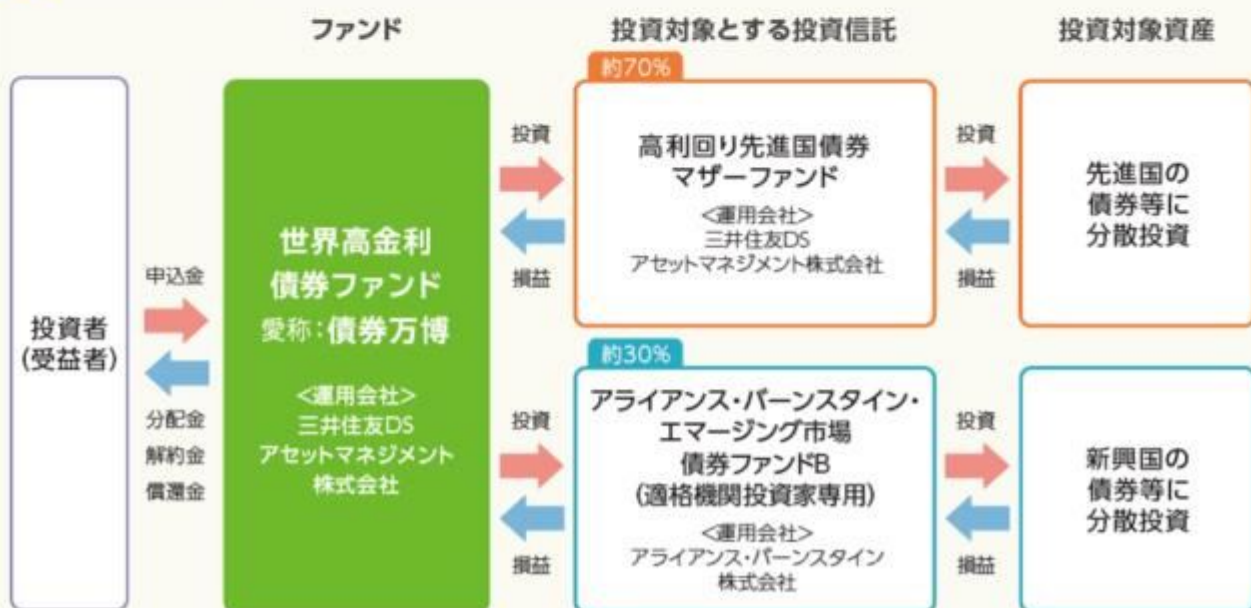 ファンド
投資対象とする投資信託
投資対象資産
投資者
(受益者)
申込金
分配金
解約金
償還金
世界高金利
債券ファンド
愛称:債券万博
<運用会社>
三井住友DS
アセットマネジメント
株式会社
投資
損益
約70%
高利回り先進国債券
マザーファンド
<運用会社>
三井住友DS
アセットマネジメント株式会社
投資
損益
先進国の
債券等に
分散投資
投資
損益
約30%
アライアンス・バーンスタイン・
エマージング市場
債券ファンドB
(適格機関投資家専用)
<運用会社>
アライアンス・バーンスタイン
株式会社
投資
損益
新興国の
債券等に
分散投資